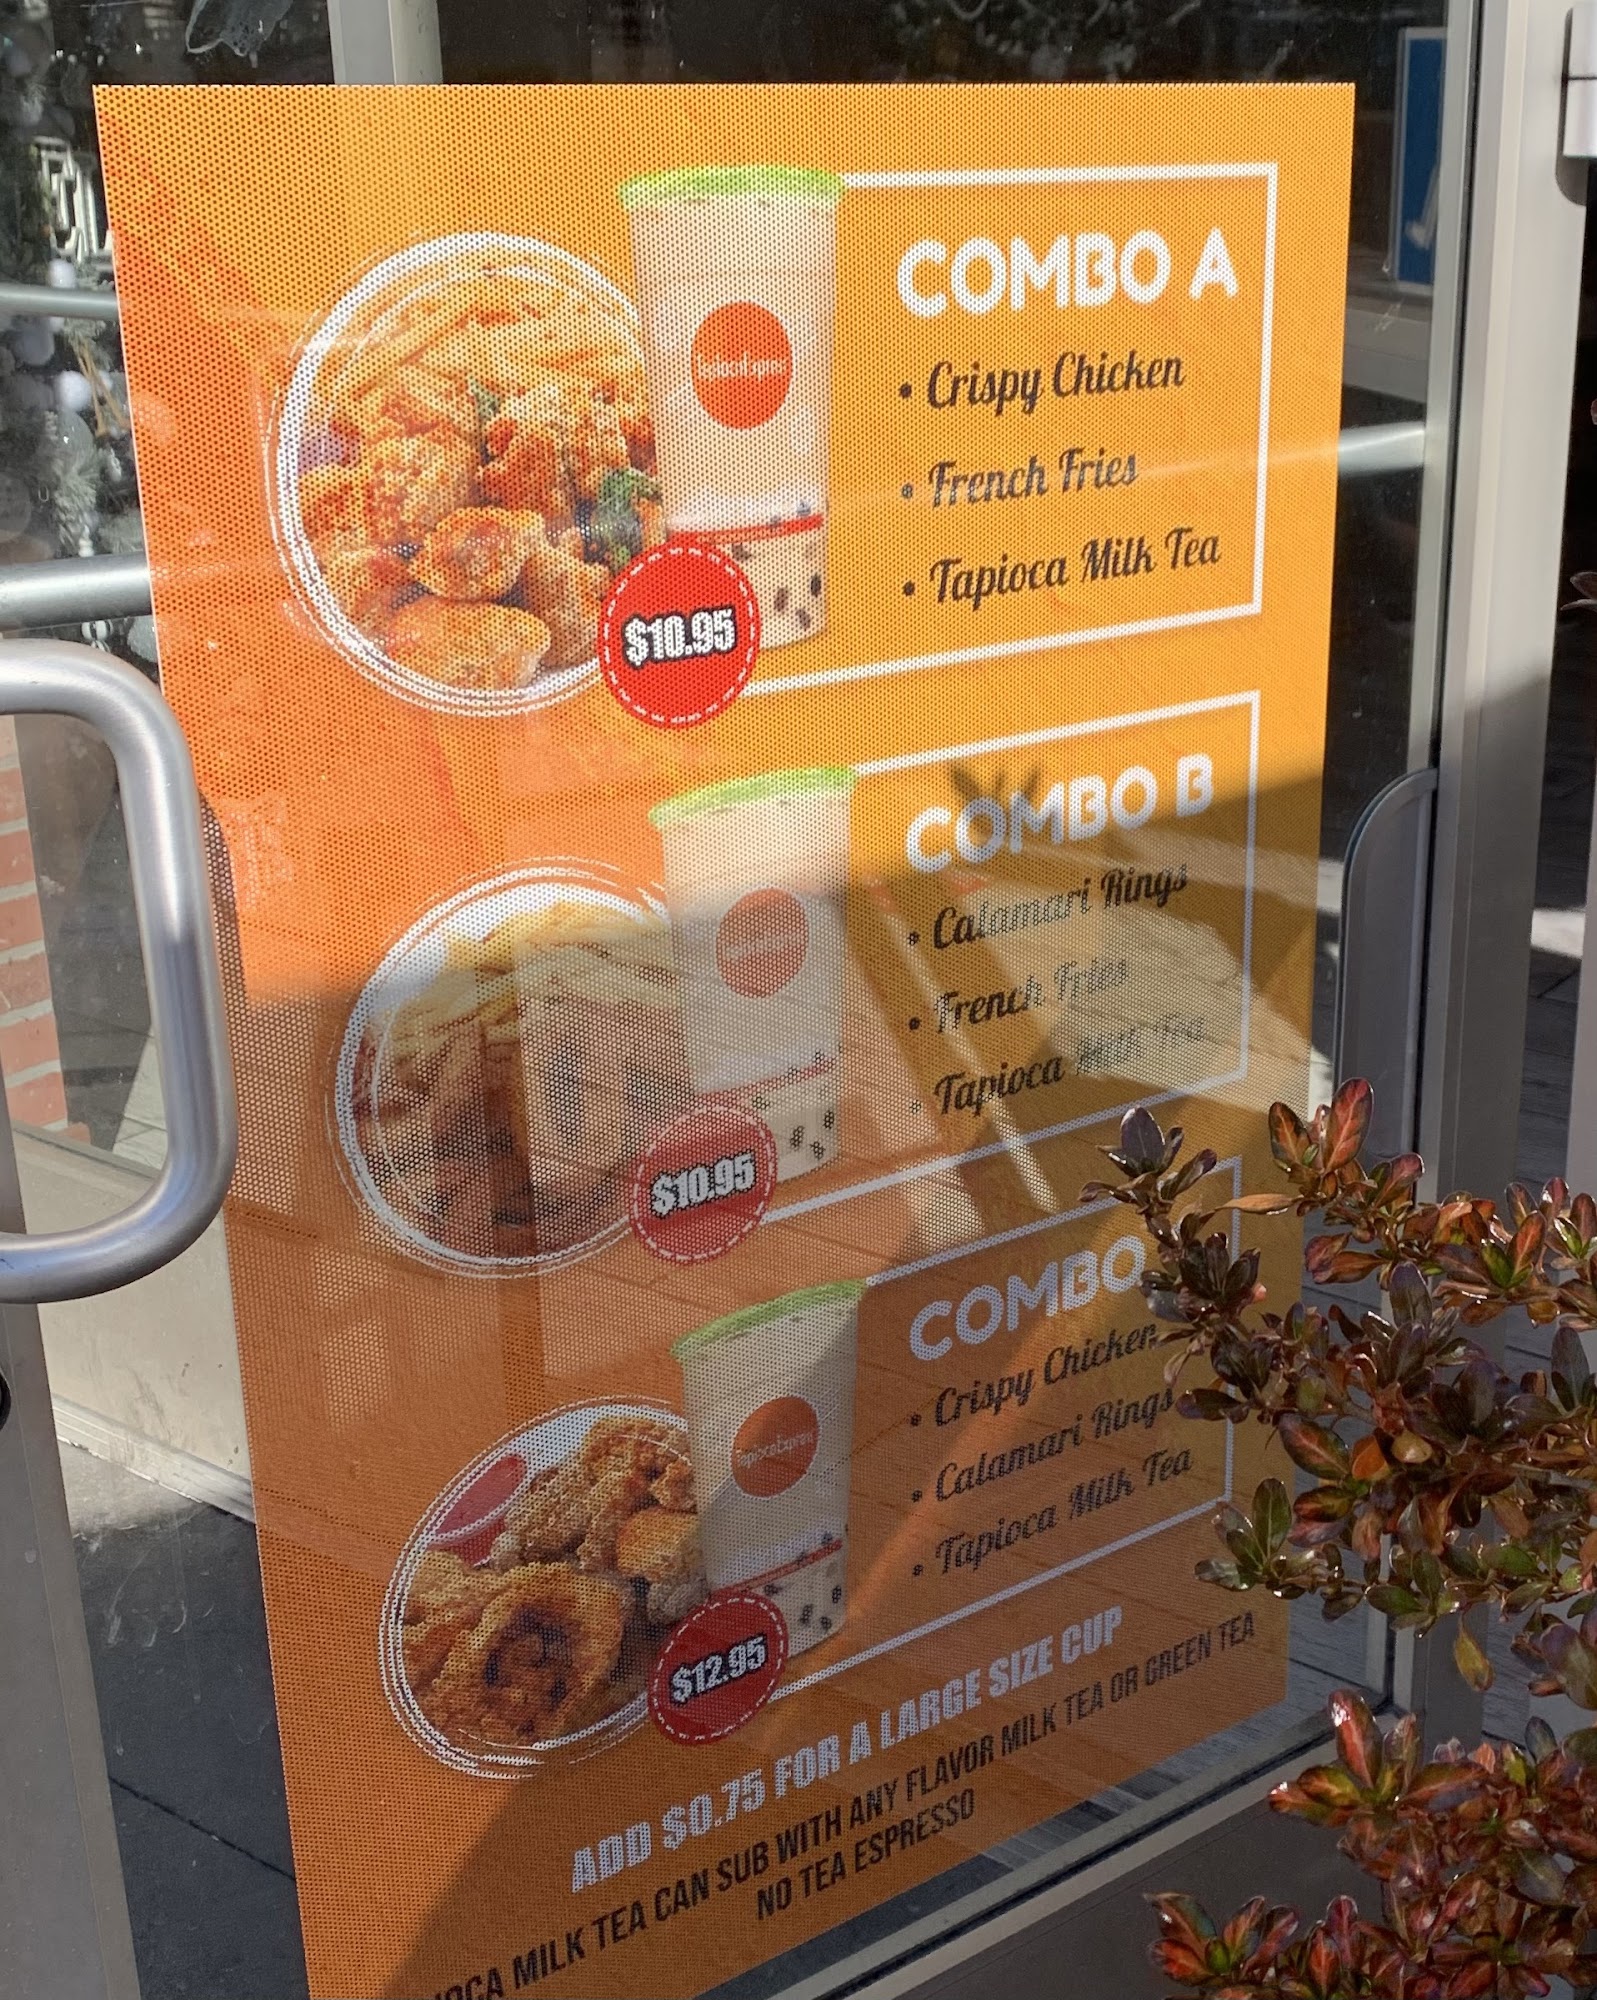 COMBO A
• Crispy Chicken
• French Fries
• Tapioca Milk Tea
TapiocaExpress
$10.95
COMBO B
• Calamari Rings
• French Fries
• Tapioca Milk Tea
$10.95
COMBO
• Crispy Chicken
• Calamari Rings
• Tapioca Milk Tea
TapiocaExpress
$12.95
ADD $0.75 FOR A LARGE SIZE CUP
MILK TEA CAN SUB WITH ANY FLAVOR MILK TEA OR GREEN TEA
NO TEA ESPRESSO